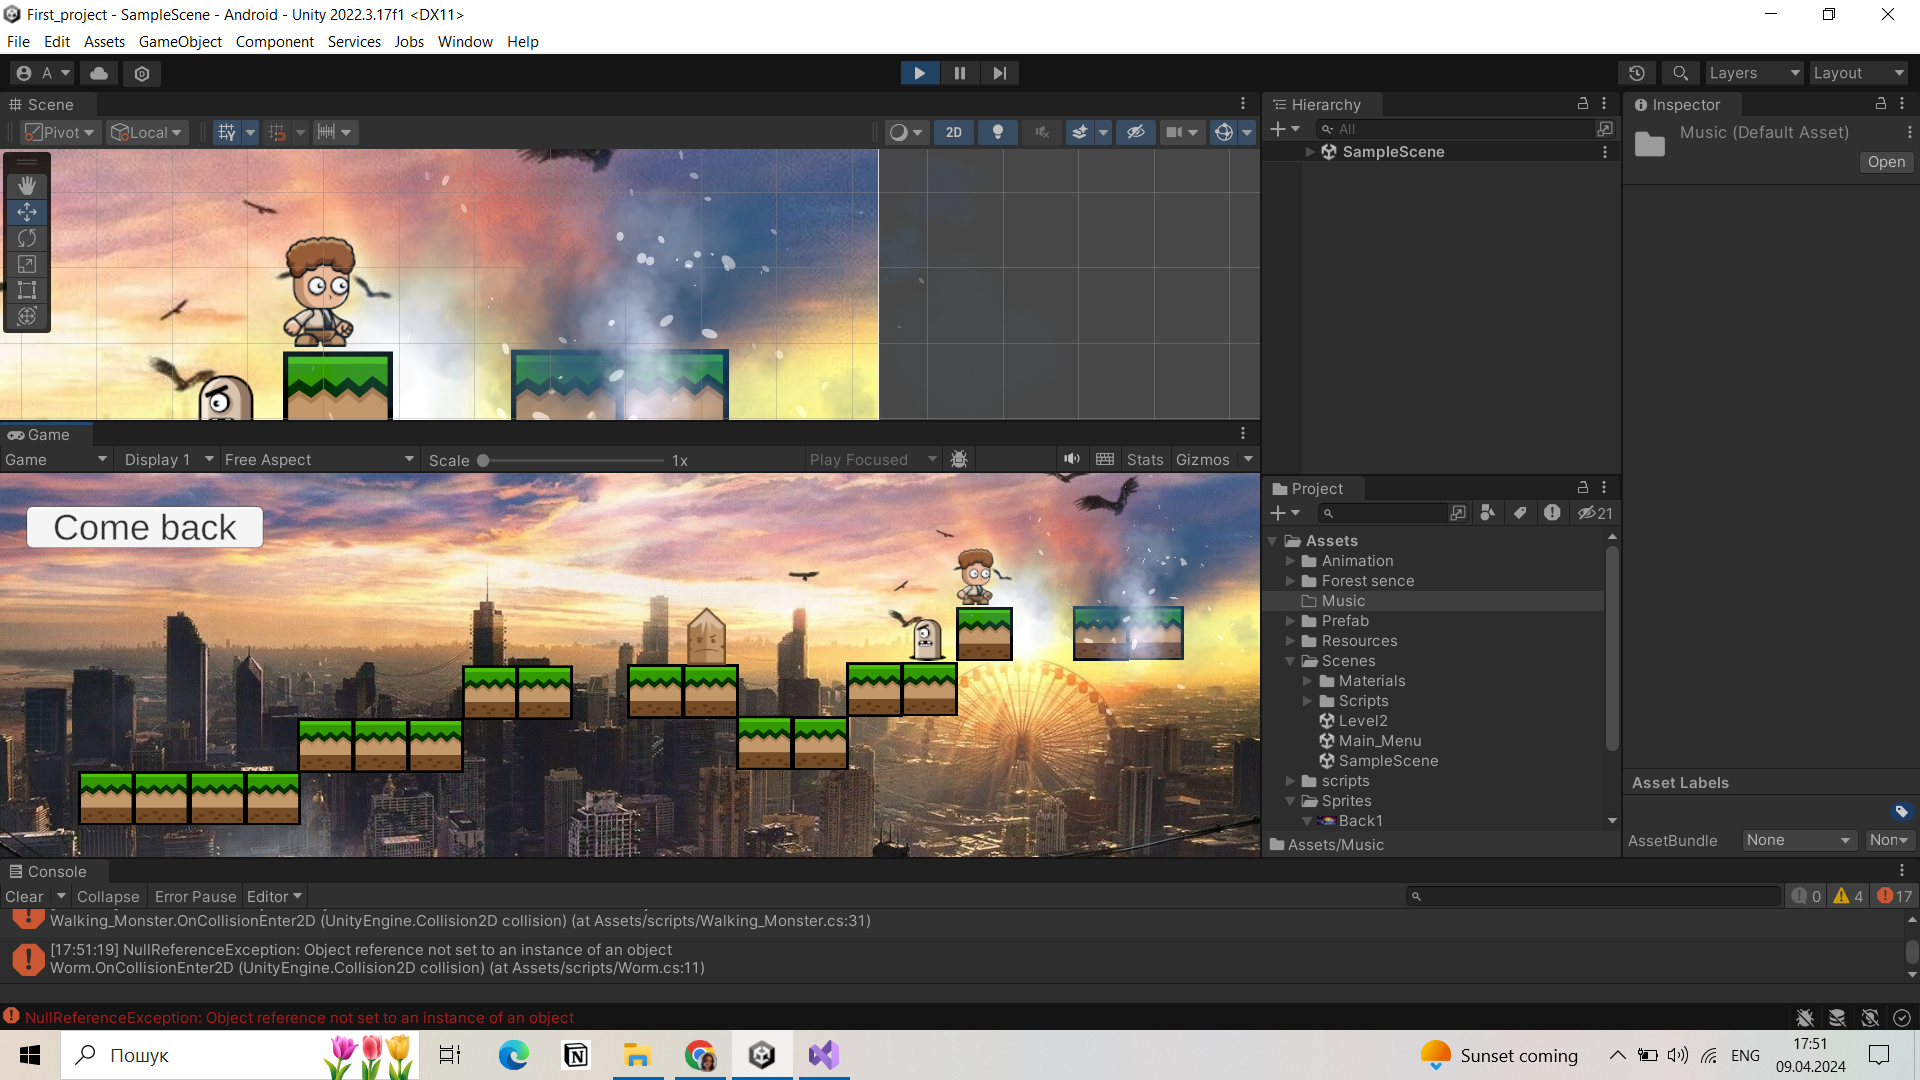 First_project - SampleScene - Android - Unity 2022.3.17f1 <DX11>
File Edit Assets GameObject Component Services Jobs Window Help
A Layers Layout
Scene
Pivot Local 2D
Game
Game Display 1 Free Aspect Scale 1x Play Focused Stats Gizmos
Come back
Hierarchy
All
SampleScene
Project
21
Assets
Animation
Forest sence
Music
Prefab
Resources
Scenes
Materials
Scripts
Level2
Main_Menu
SampleScene
scripts
Sprites
Back1
Assets/Music
Inspector
Music (Default Asset)
Open
Asset Labels
AssetBundle None Non
Console
Clear Collapse Error Pause Editor 0 4 17
Walking_Monster.OnCollisionEnter2D (UnityEngine.Collision2D collision) (at Assets/scripts/Walking_Monster.cs:31)
[17:51:19] NullReferenceException: Object reference not set to an instance of an object
Worm.OnCollisionEnter2D (UnityEngine.Collision2D collision) (at Assets/scripts/Worm.cs:11)
NullReferenceException: Object reference not set to an instance of an object
Пошук Sunset coming ENG 17:51
09.04.2024